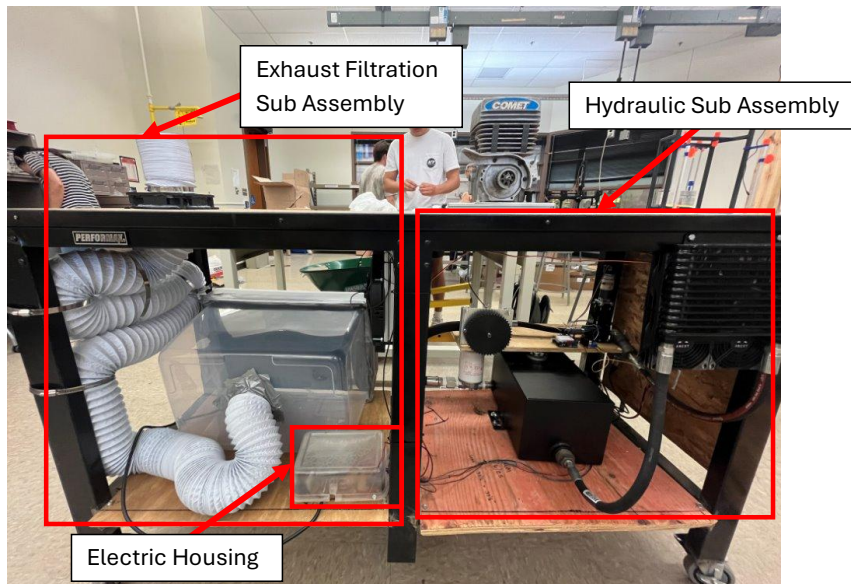 Exhaust Filtration
Sub Assembly
Hydraulic Sub Assembly
COMET
PERFORMAX
Electric Housing